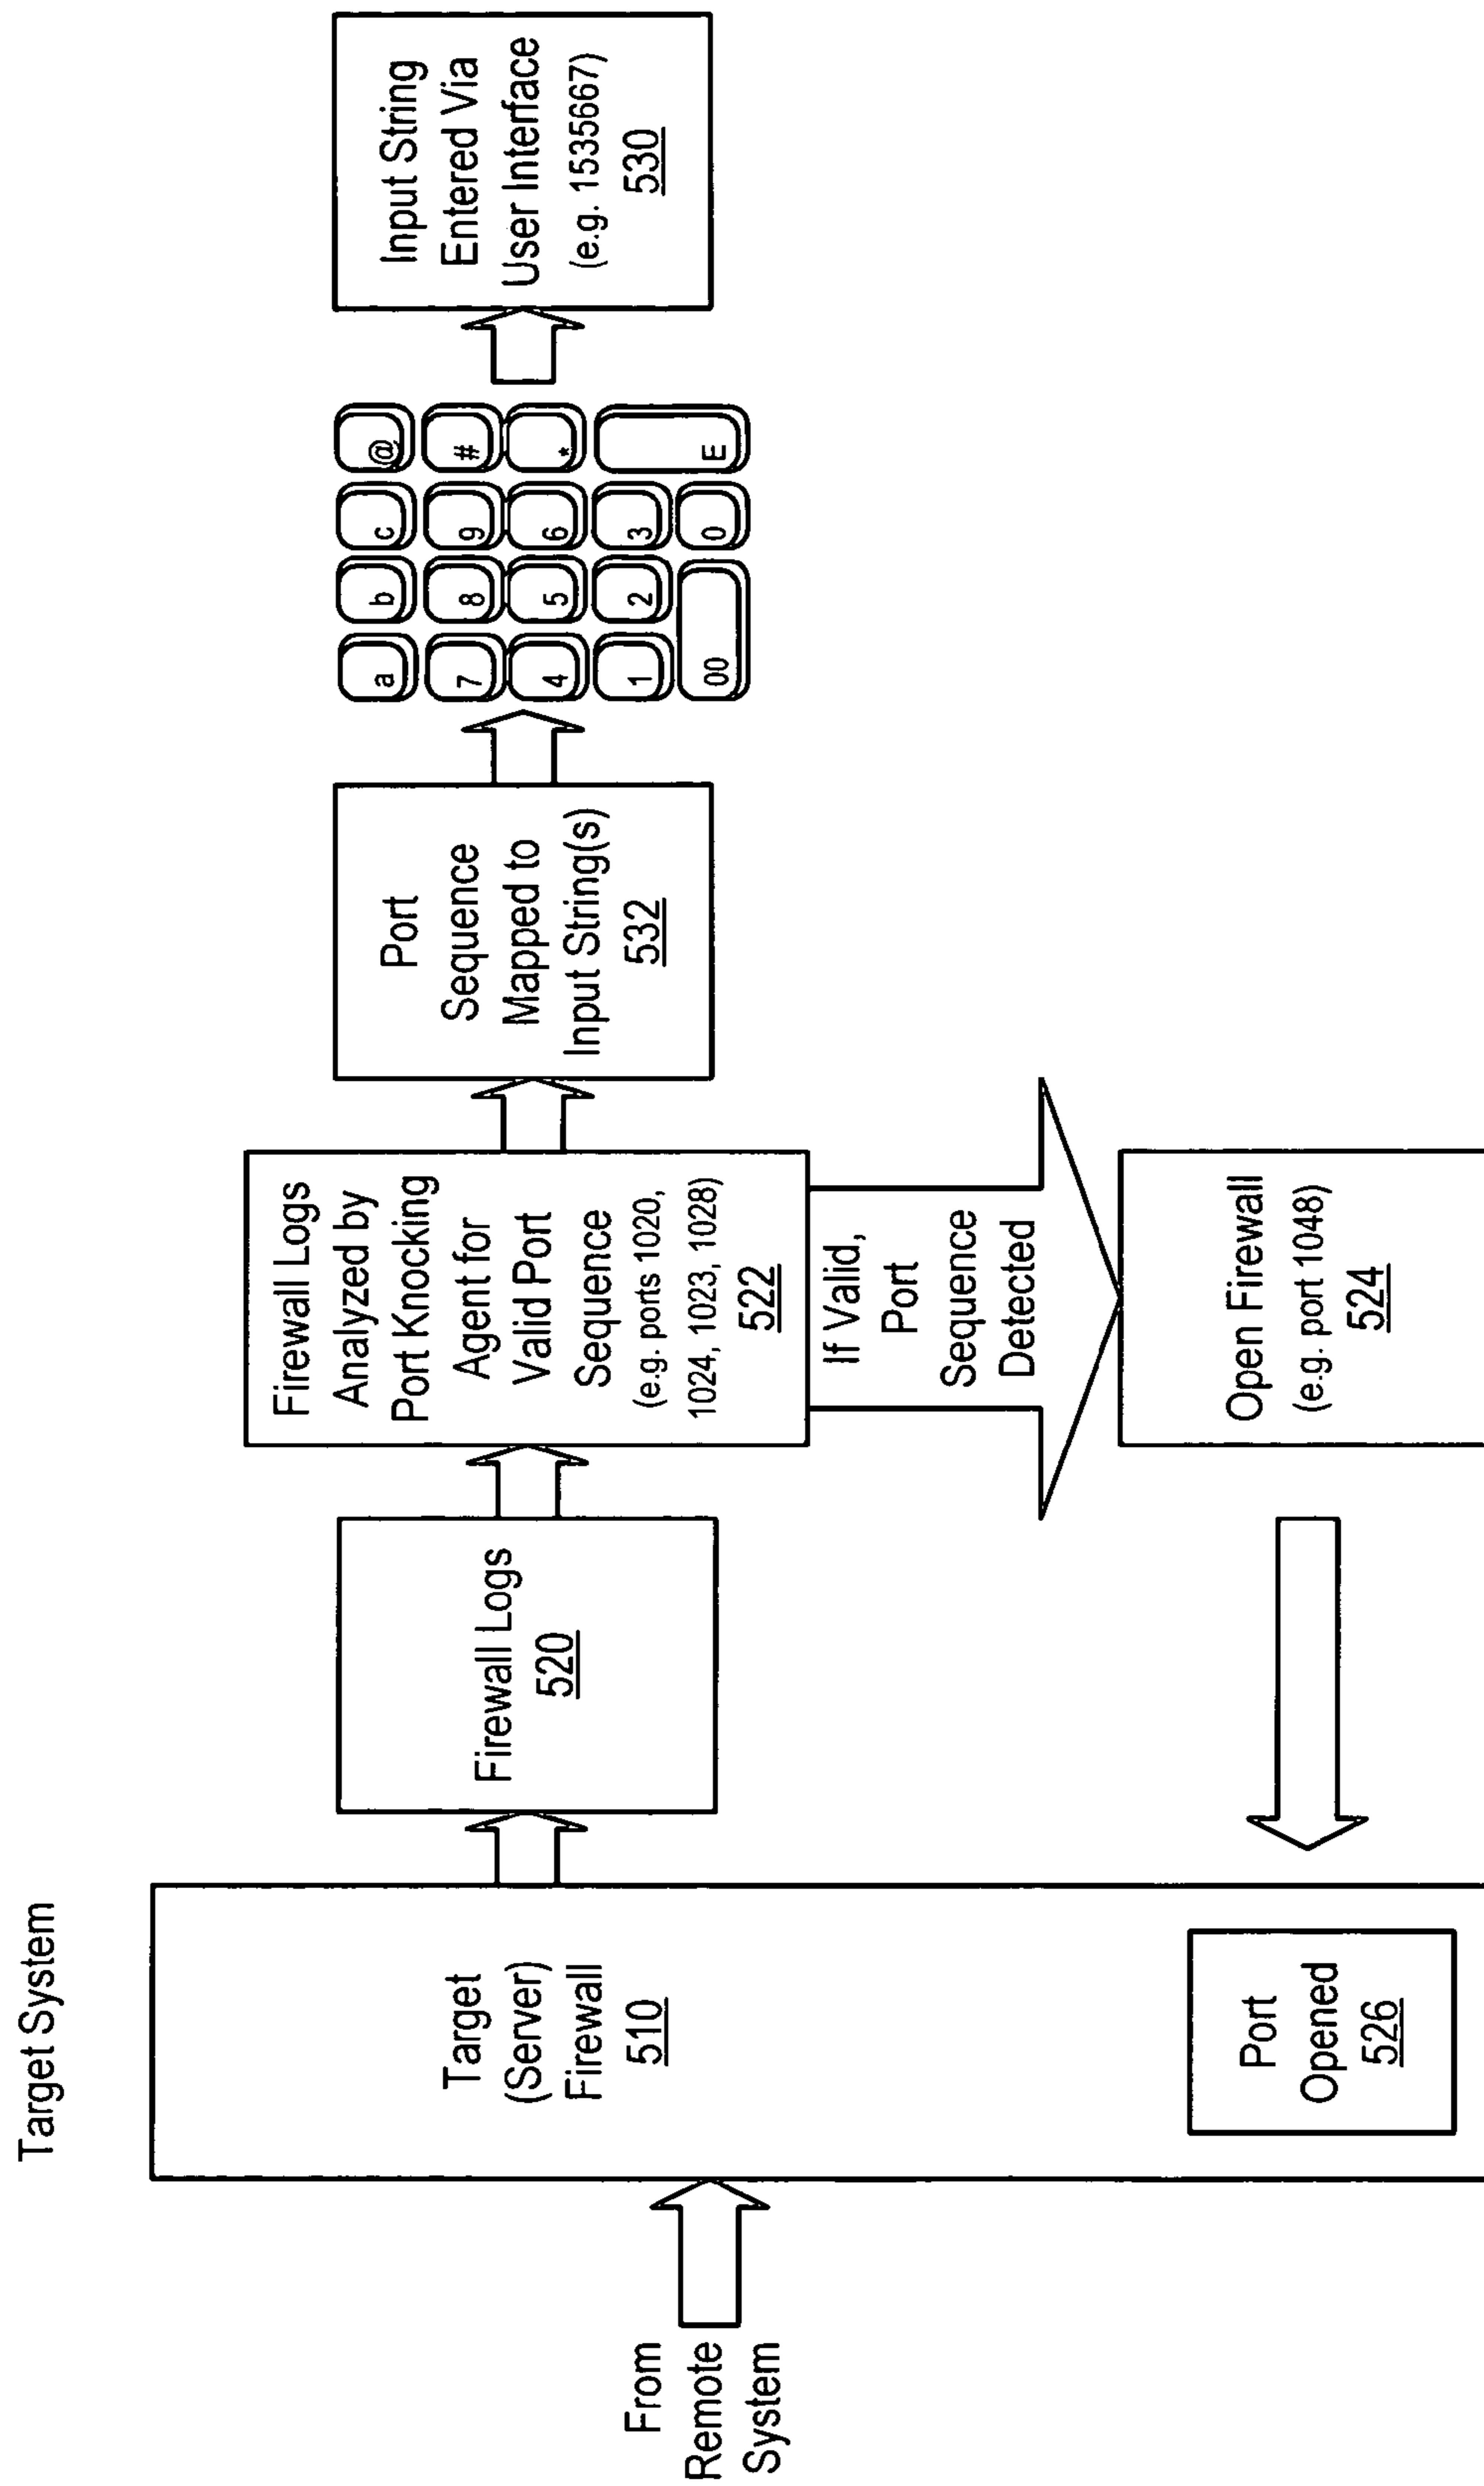 Target System
From
Remote
System
Target
(Server)
Firewall
510
Port
Opened
526
Firewall Logs
520
Firewall Logs
Analyzed by
Port Knocking
Agent for
Valid Port
Sequence
(e.g. ports 1020,
1024, 1023, 1028)
522
If Valid,
Port
Sequence
Detected
Open Firewall
(e.g. port 1048)
524
Port
Sequence
Mapped to
Input String(s)
532
a b c @
7 8 9 #
4 5 6 *
1 2 3 E
00 0
Input String
Entered Via
User Interface
(e.g. 1535667)
530